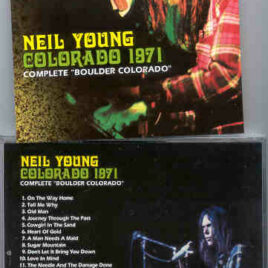 NEIL YOUNG
COLORADO 1971
COMPLETE "BOULDER COLORADO"
NEIL YOUNG
COLORADO 1971
COMPLETE "BOULDER COLORADO"
1. On The Way Home
2. Tell Me Why
3. Old Man
4. Journey Through The Past
5. Cowgirl In The Sand
6. Heart Of Gold
7. A Man Needs A Maid
8. Sugar Mountain
9. Don't Let It Bring You Down
10. Love In Mind
11. The Needle And The Damage Done